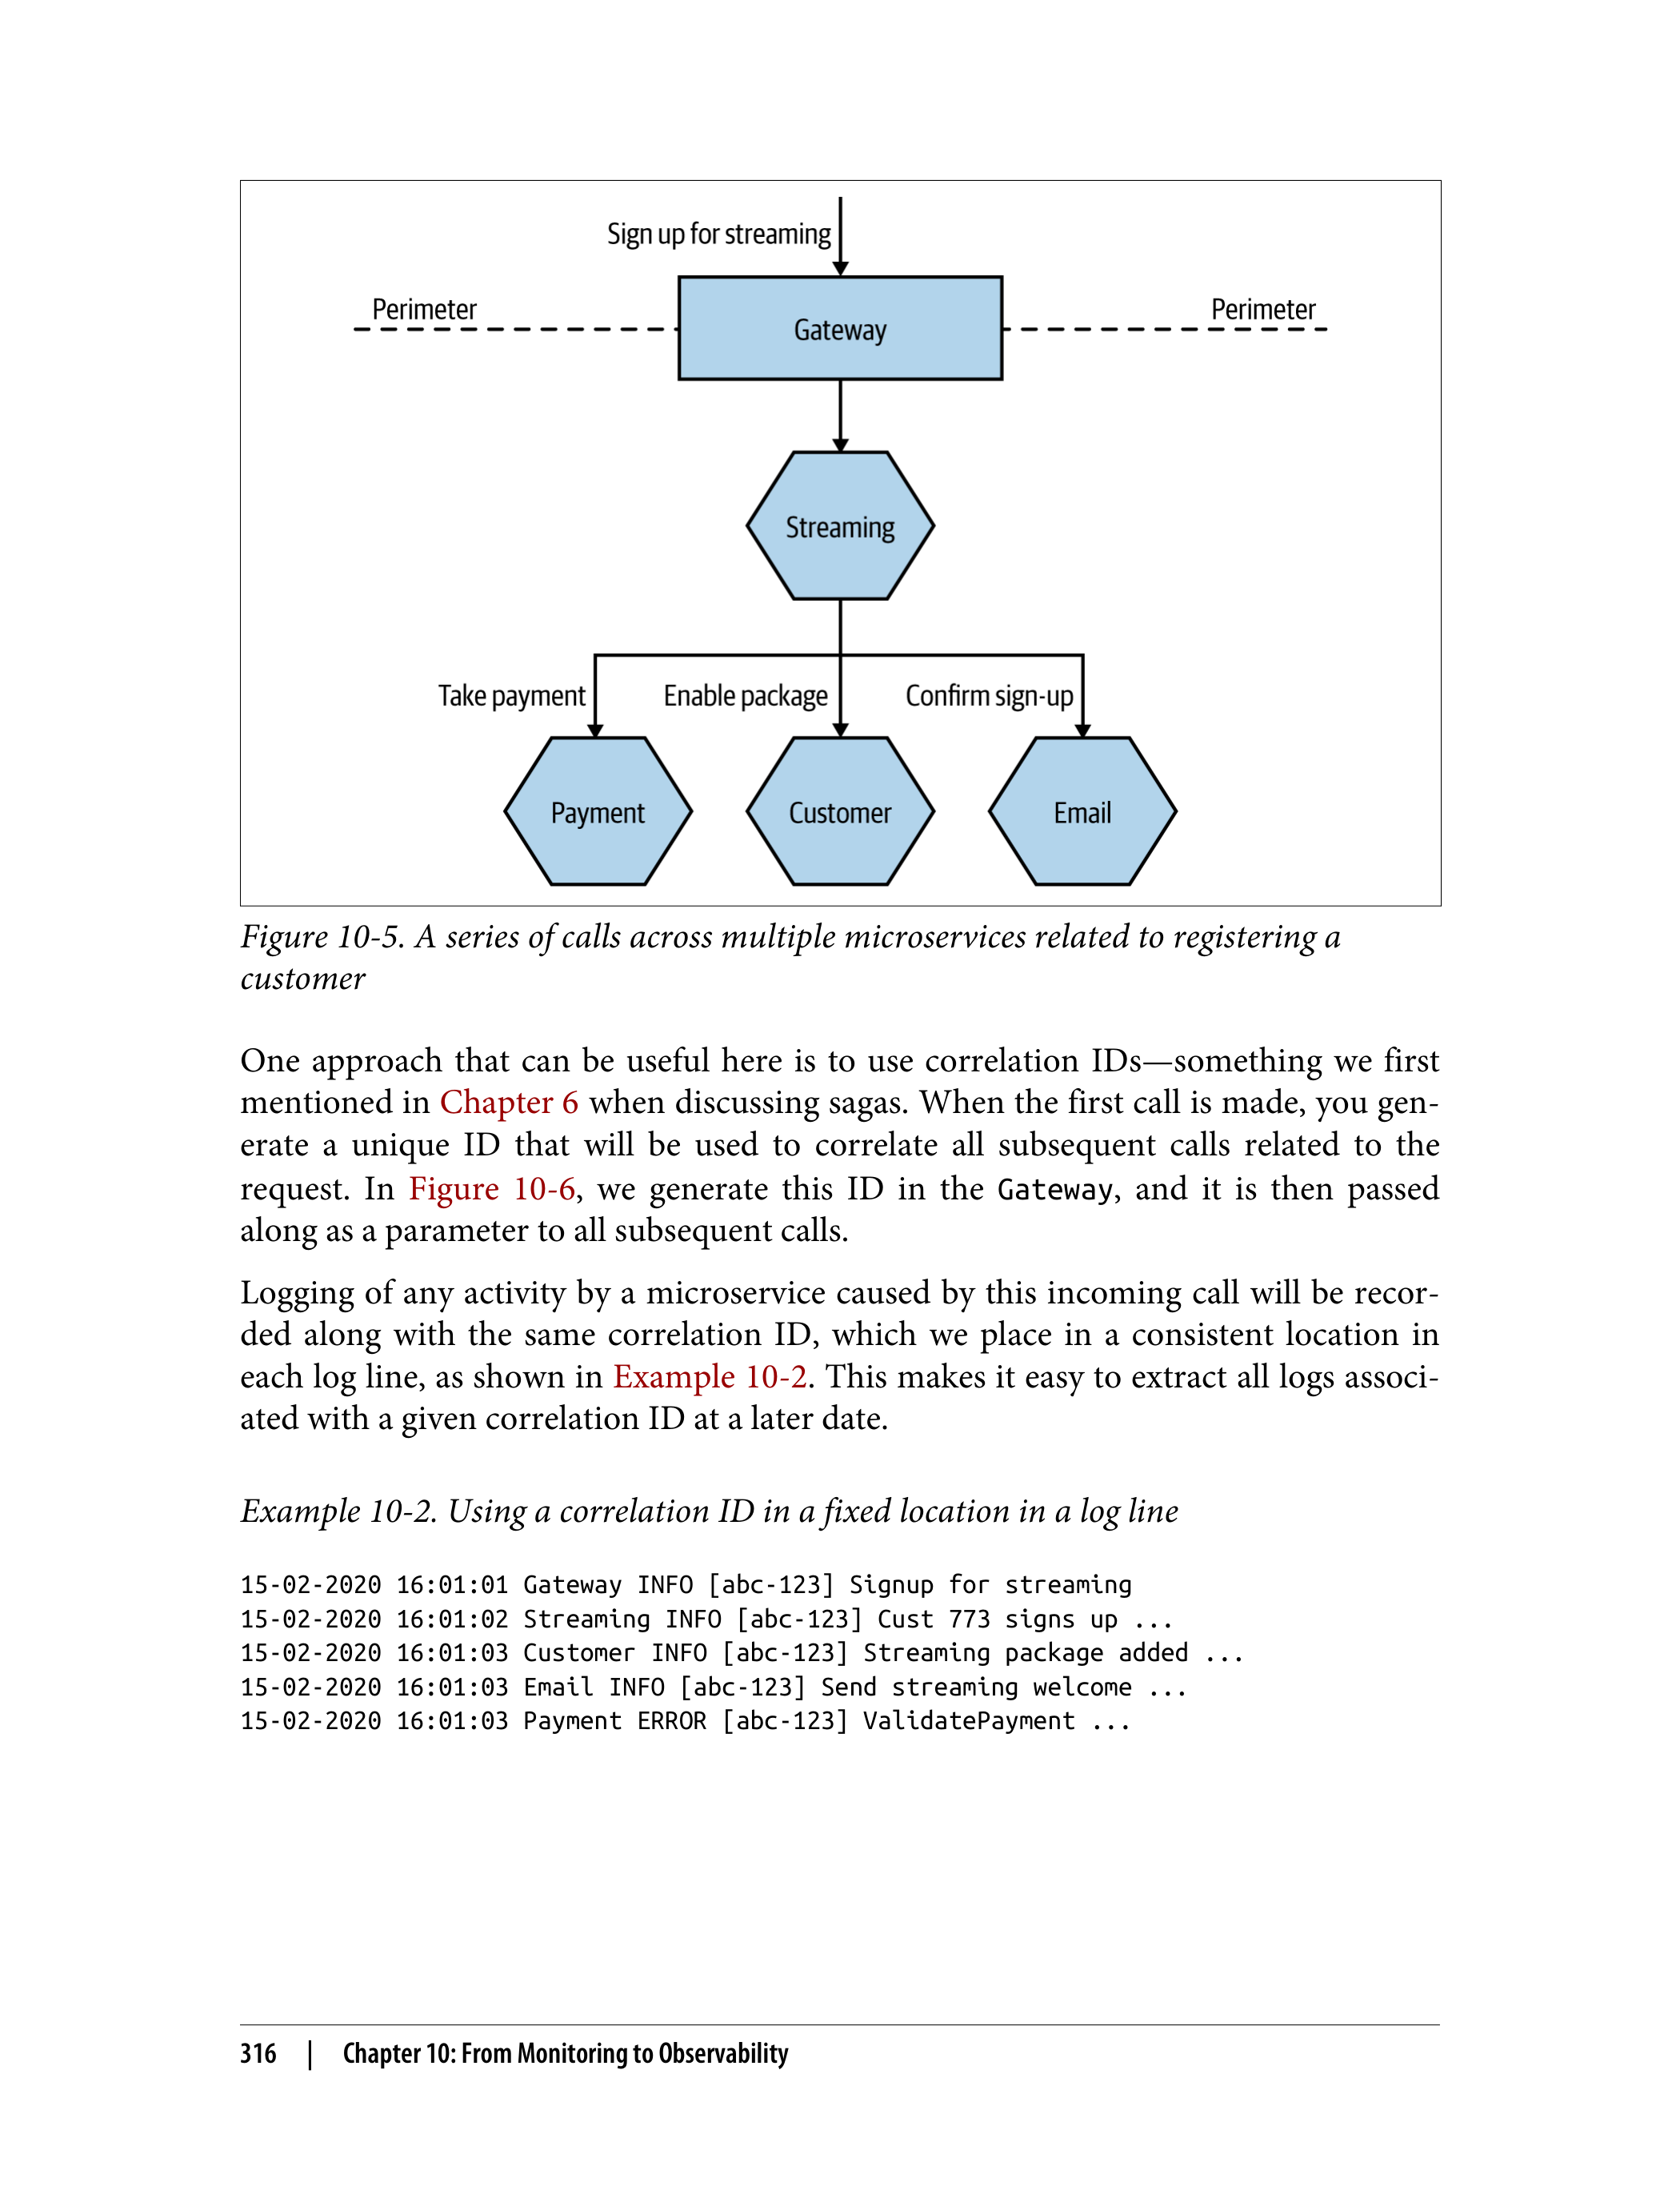 Sign up for streaming
Perimeter
Perimeter
Gateway
Streaming
Take payment
Enable package
Confirm sign-up
Payment
Customer
Email
Figure 10-5. A series of calls across multiple microservices related to registering a
customer
One approach that can be useful here is to use correlation IDs—something we first
mentioned in Chapter 6 when discussing sagas. When the first call is made, you gen-
erate a unique ID that will be used to correlate all subsequent calls related to the
request. In Figure 10-6, we generate this ID in the Gateway, and it is then passed
along as a parameter to all subsequent calls.
Logging of any activity by a microservice caused by this incoming call will be recor-
ded along with the same correlation ID, which we place in a consistent location in
each log line, as shown in Example 10-2. This makes it easy to extract all logs associ-
ated with a given correlation ID at a later date.
Example 10-2. Using a correlation ID in a fixed location in a log line
15-02-2020 16:01:01 Gateway INFO [abc-123] Signup for streaming
15-02-2020 16:01:02 Streaming INFO [abc-123] Cust 773 signs up ...
15-02-2020 16:01:03 Customer INFO [abc-123] Streaming package added ...
15-02-2020 16:01:03 Email INFO [abc-123] Send streaming welcome ...
15-02-2020 16:01:03 Payment ERROR [abc-123] ValidatePayment ...
316 | Chapter 10: From Monitoring to Observability